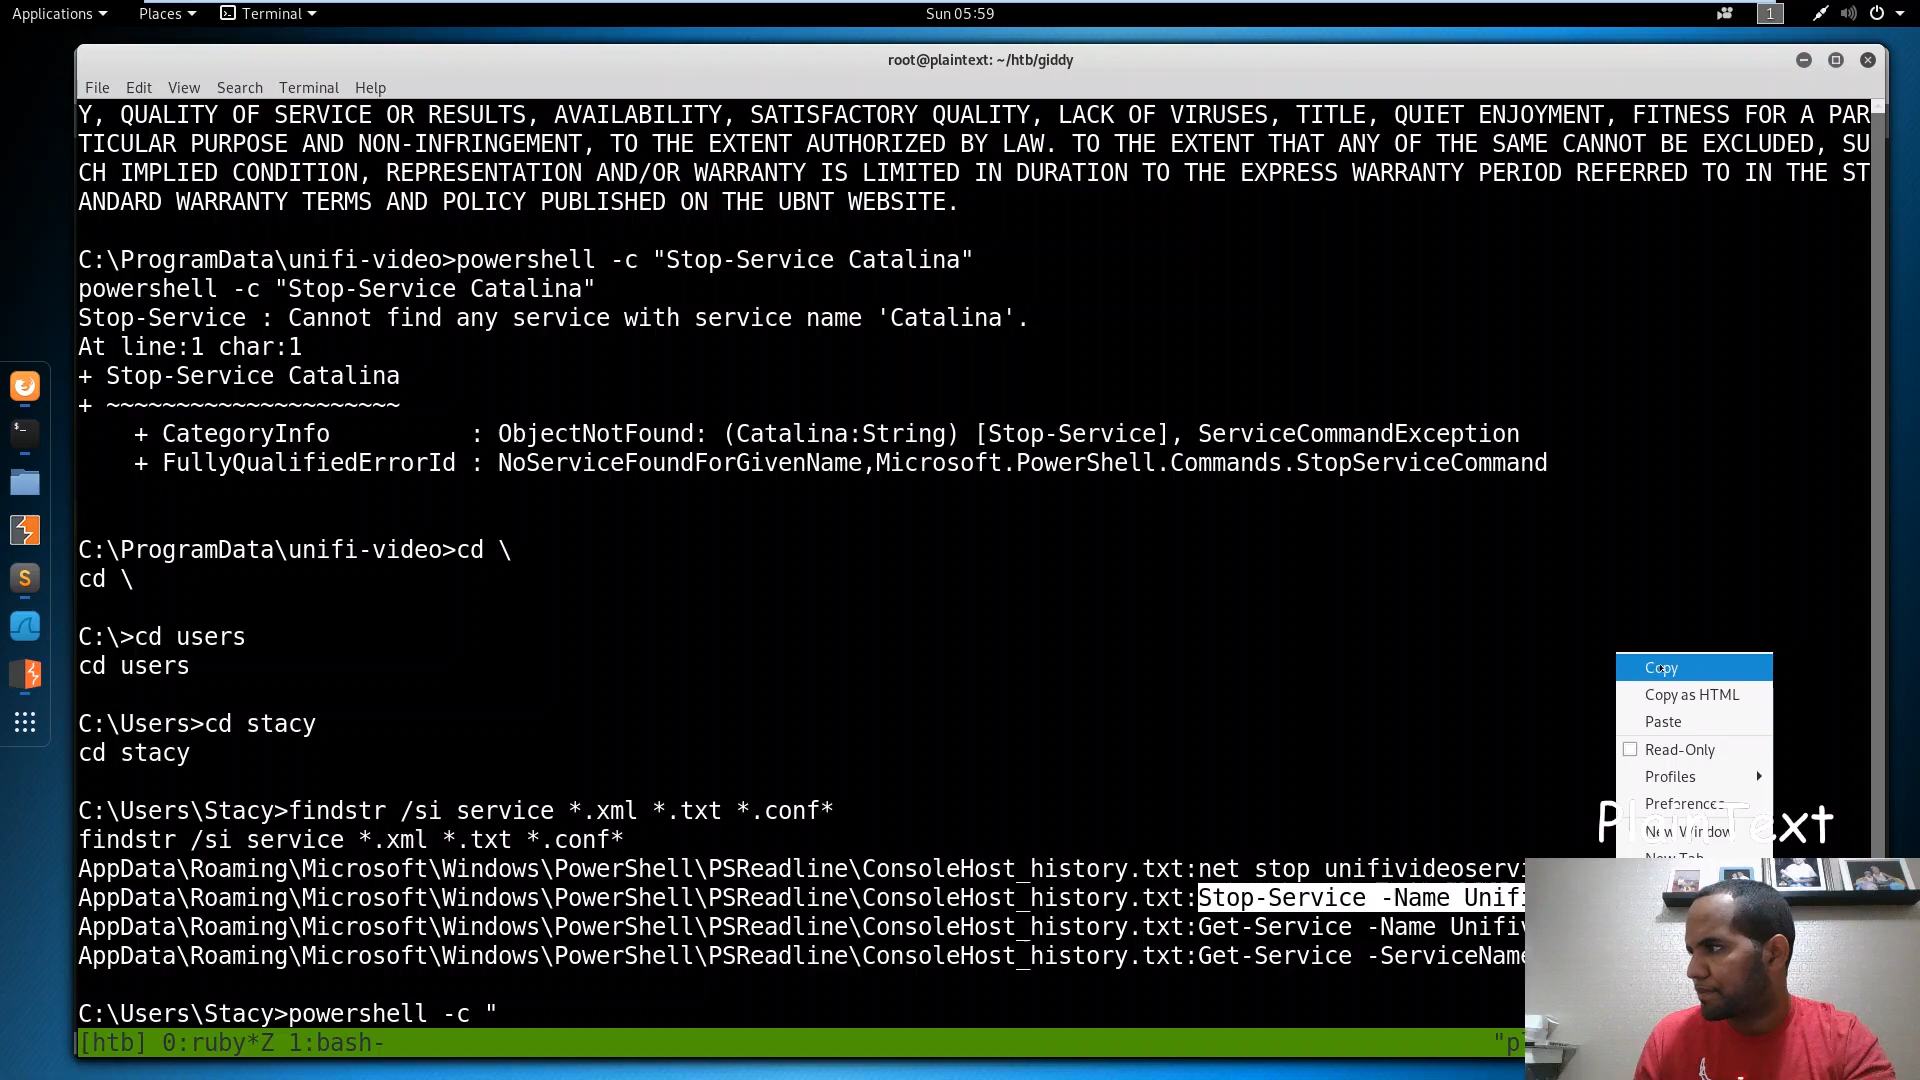 Applications
Places
Terminal
Sun 05:59
1
root@plaintext: ~/htb/giddy
File Edit View Search Terminal Help
Y, QUALITY OF SERVICE OR RESULTS, AVAILABILITY, SATISFACTORY QUALITY, LACK OF VIRUSES, TITLE, QUIET ENJOYMENT, FITNESS FOR A PAR
TICULAR PURPOSE AND NON-INFRINGEMENT, TO THE EXTENT AUTHORIZED BY LAW. TO THE EXTENT THAT ANY OF THE SAME CANNOT BE EXCLUDED, SU
CH IMPLIED CONDITION, REPRESENTATION AND/OR WARRANTY IS LIMITED IN DURATION TO THE EXPRESS WARRANTY PERIOD REFERRED TO IN THE ST
ANDARD WARRANTY TERMS AND POLICY PUBLISHED ON THE UBNT WEBSITE.
C:\ProgramData\unifi-video>powershell -c "Stop-Service Catalina"
powershell -c "Stop-Service Catalina"
Stop-Service : Cannot find any service with service name 'Catalina'.
At line:1 char:1
+ Stop-Service Catalina
+ ~~~~~~~~~~~~~~~~~~~~~
+ CategoryInfo : ObjectNotFound: (Catalina:String) [Stop-Service], ServiceCommandException
+ FullyQualifiedErrorId : NoServiceFoundForGivenName,Microsoft.PowerShell.Commands.StopServiceCommand
C:\ProgramData\unifi-video>cd \
cd \
C:\>cd users
cd users
C:\Users>cd stacy
cd stacy
C:\Users\Stacy>findstr /si service *.xml *.txt *.conf*
findstr /si service *.xml *.txt *.conf*
AppData\Roaming\Microsoft\Windows\PowerShell\PSReadline\ConsoleHost_history.txt:net stop unifivideoservi
AppData\Roaming\Microsoft\Windows\PowerShell\PSReadline\ConsoleHost_history.txt:Stop-Service -Name Unifi
AppData\Roaming\Microsoft\Windows\PowerShell\PSReadline\ConsoleHost_history.txt:Get-Service -Name Unifiv
AppData\Roaming\Microsoft\Windows\PowerShell\PSReadline\ConsoleHost_history.txt:Get-Service -ServiceName
C:\Users\Stacy>powershell -c "
[htb] 0:ruby*Z 1:bash- "p
Copy
Copy as HTML
Paste
Read-Only
Profiles
Preferences
New Window
New Tab
PlainText